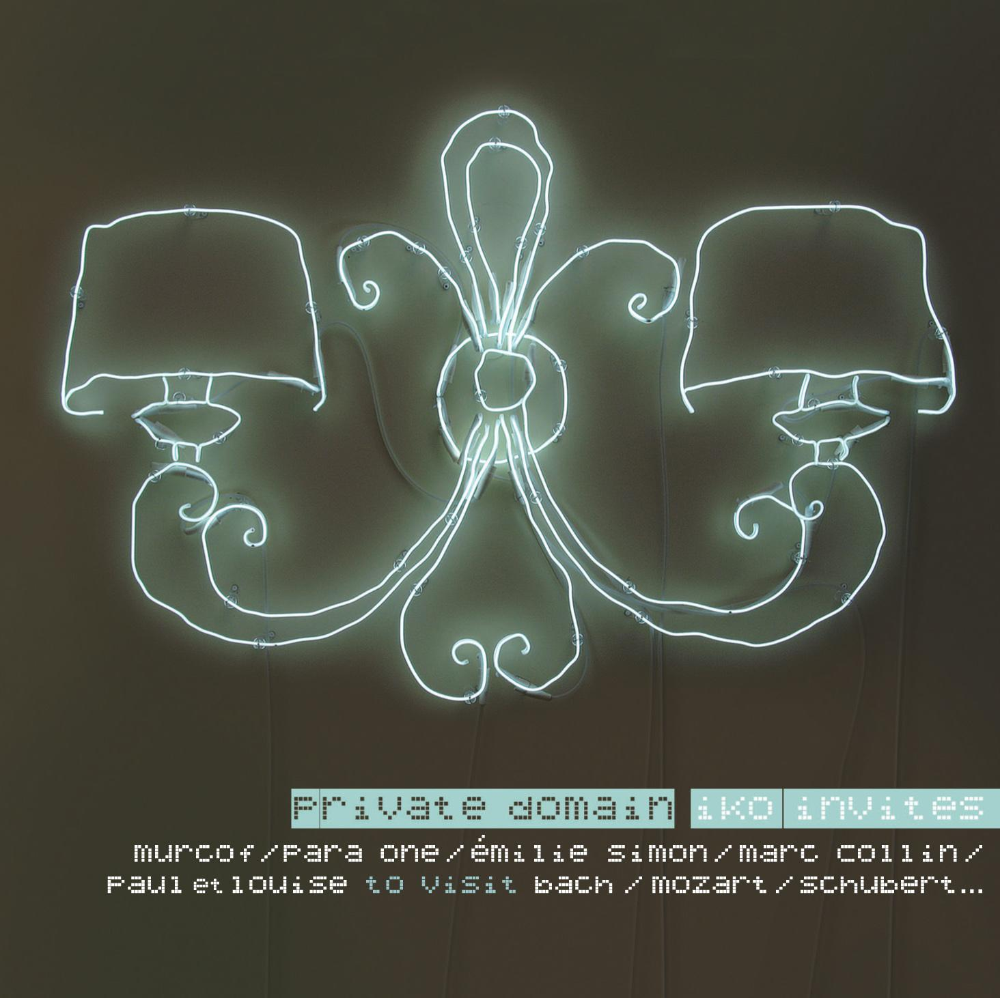 private domain iko invites
murcof/para one/émilie simon/marc collin/
paul et louise to visit bach / mozart / schubert...